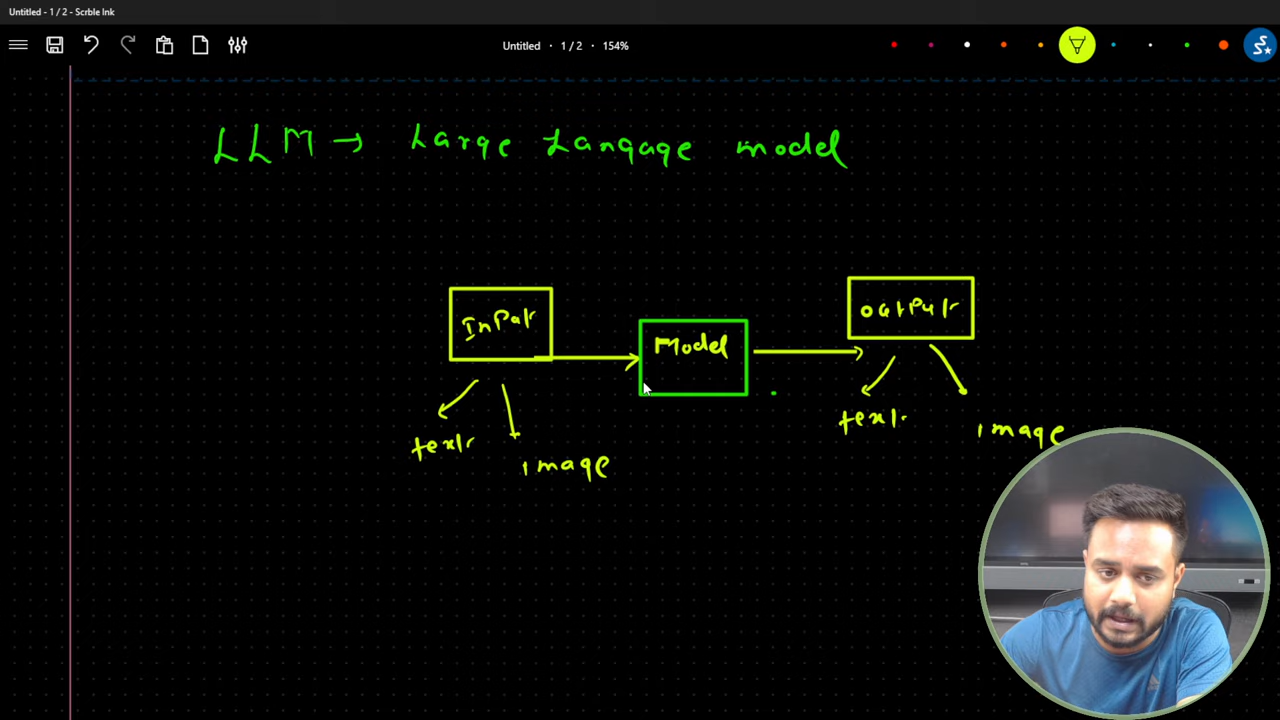 Untitled - 1 / 2 - Scrble Ink
Untitled • 1 / 2 • 154%
LLM → Large Langage model
InPut
Model
outPut
text
image
text
image